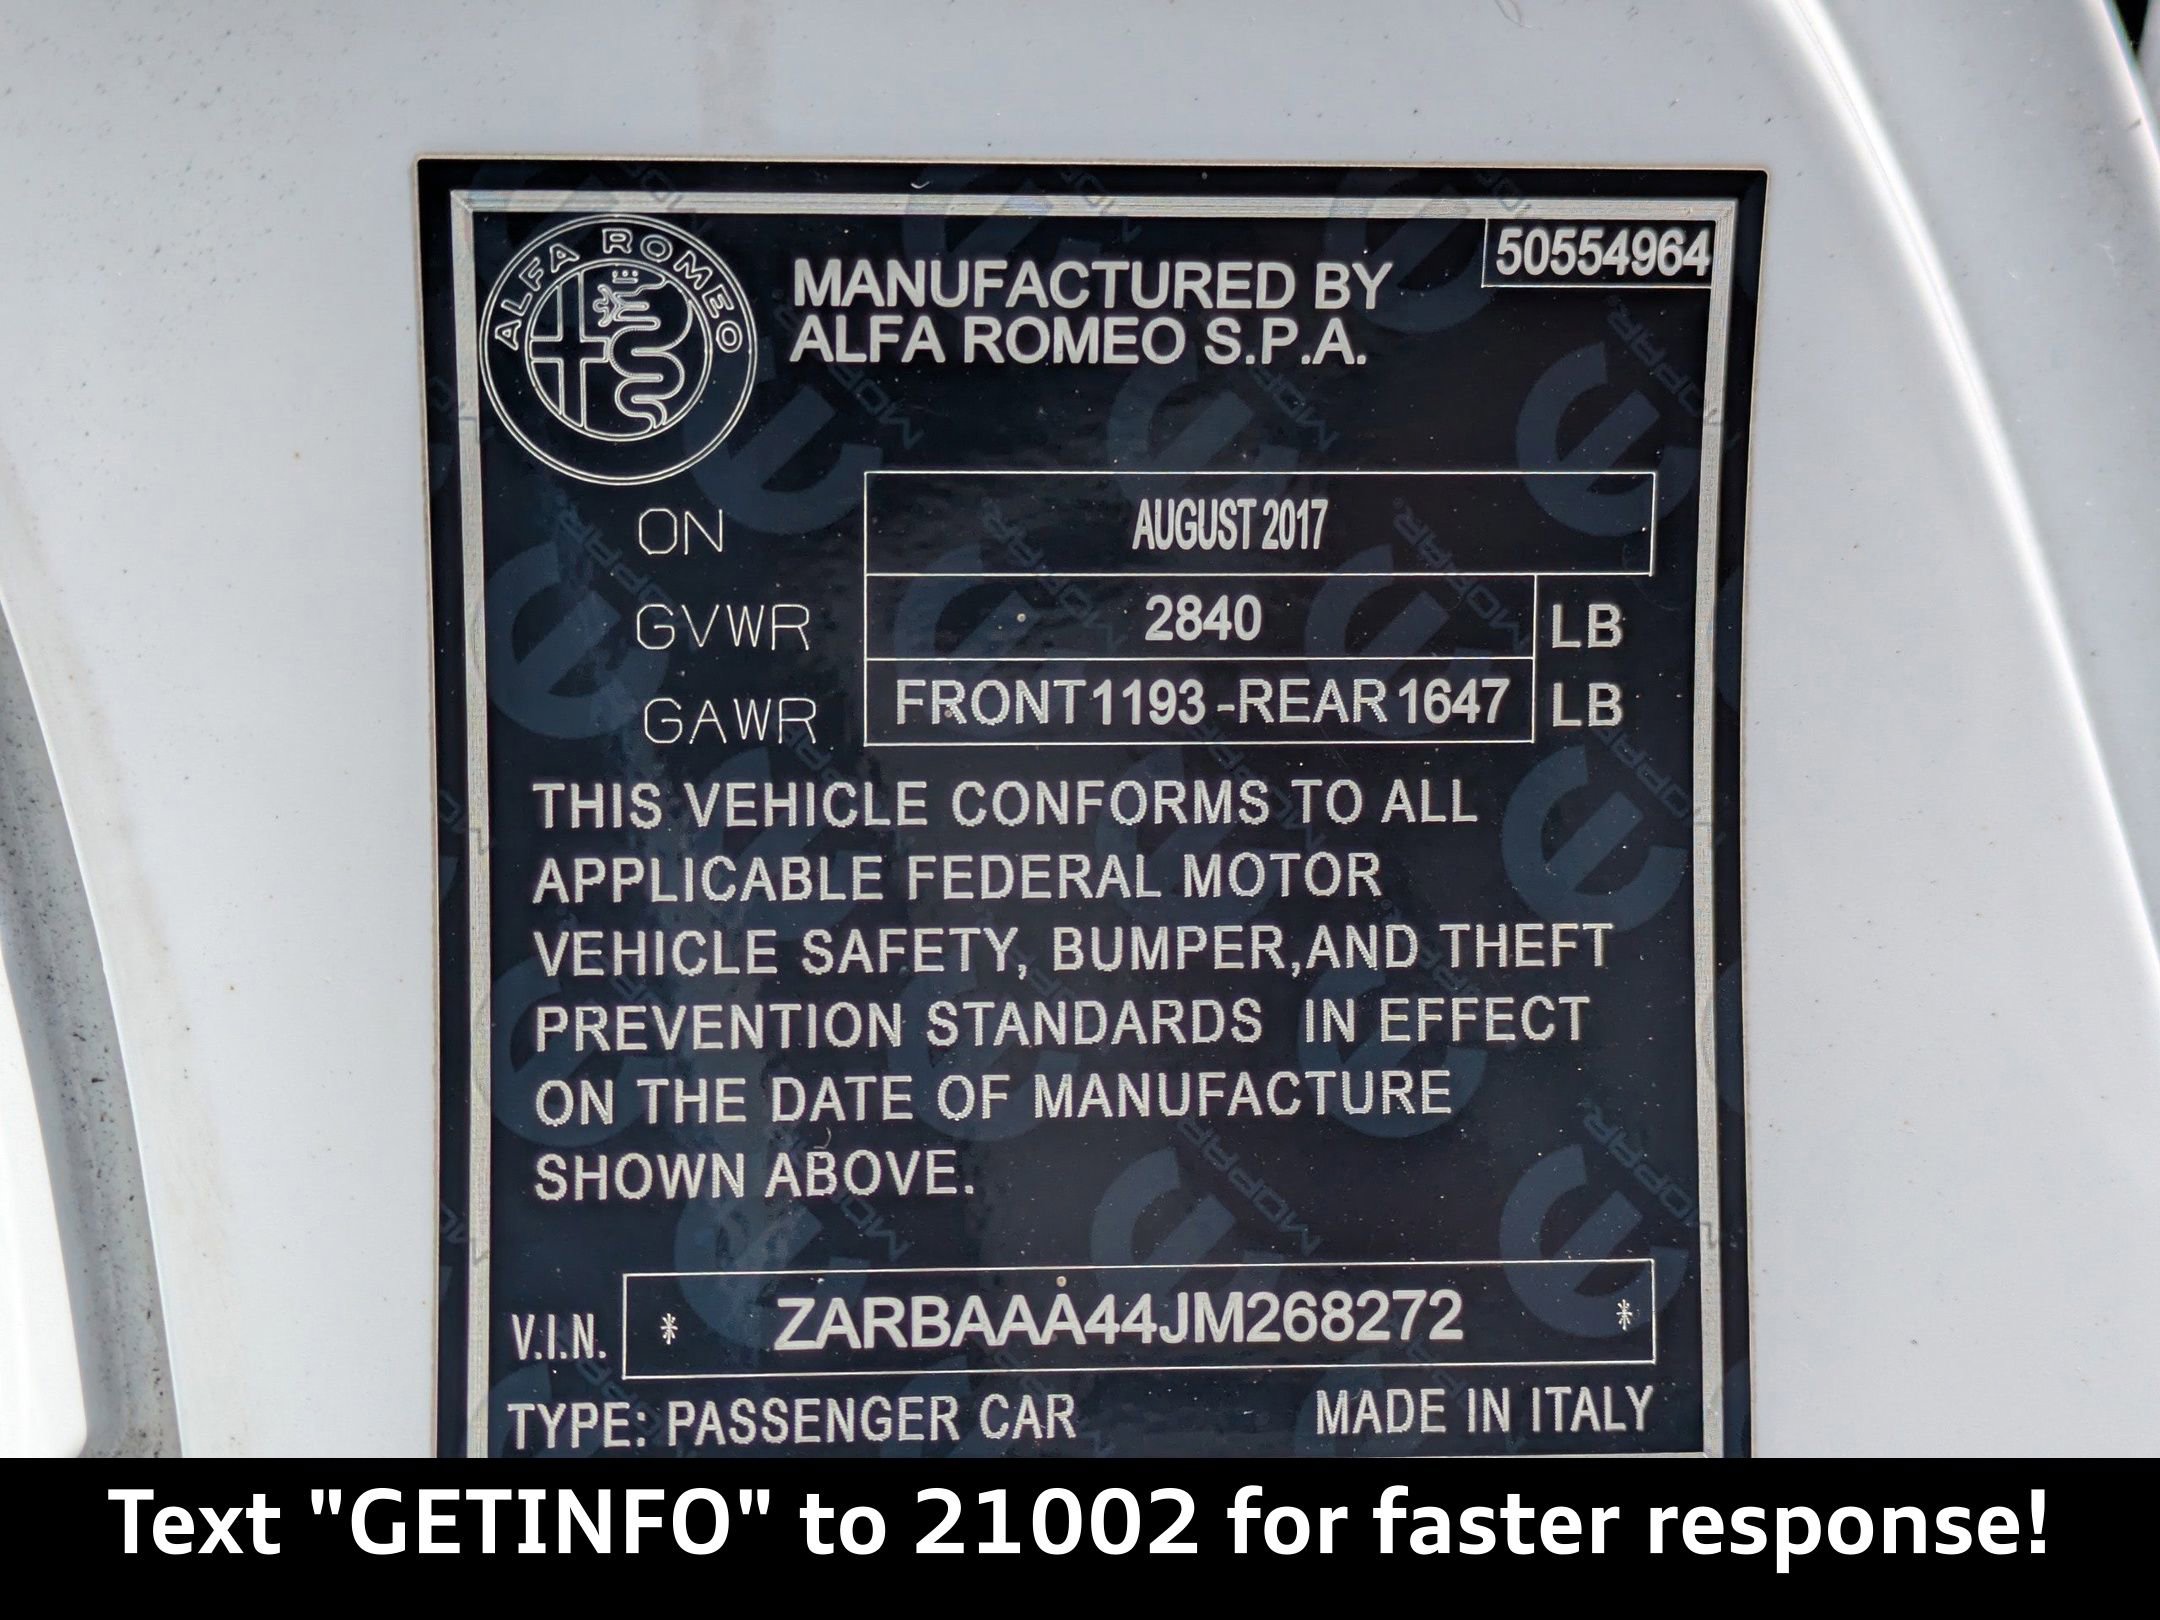 ALFA ROMEO
50554964
MANUFACTURED BY
ALFA ROMEO S.P.A.
ON AUGUST 2017
GVWR 2840 LB
GAWR FRONT 1193 - REAR 1647 LB
THIS VEHICLE CONFORMS TO ALL
APPLICABLE FEDERAL MOTOR
VEHICLE SAFETY, BUMPER,AND THEFT
PREVENTION STANDARDS IN EFFECT
ON THE DATE OF MANUFACTURE
SHOWN ABOVE.
V.I.N. * ZARBAAA44JM268272 *
TYPE: PASSENGER CAR MADE IN ITALY
Text "GETINFO" to 21002 for faster response!